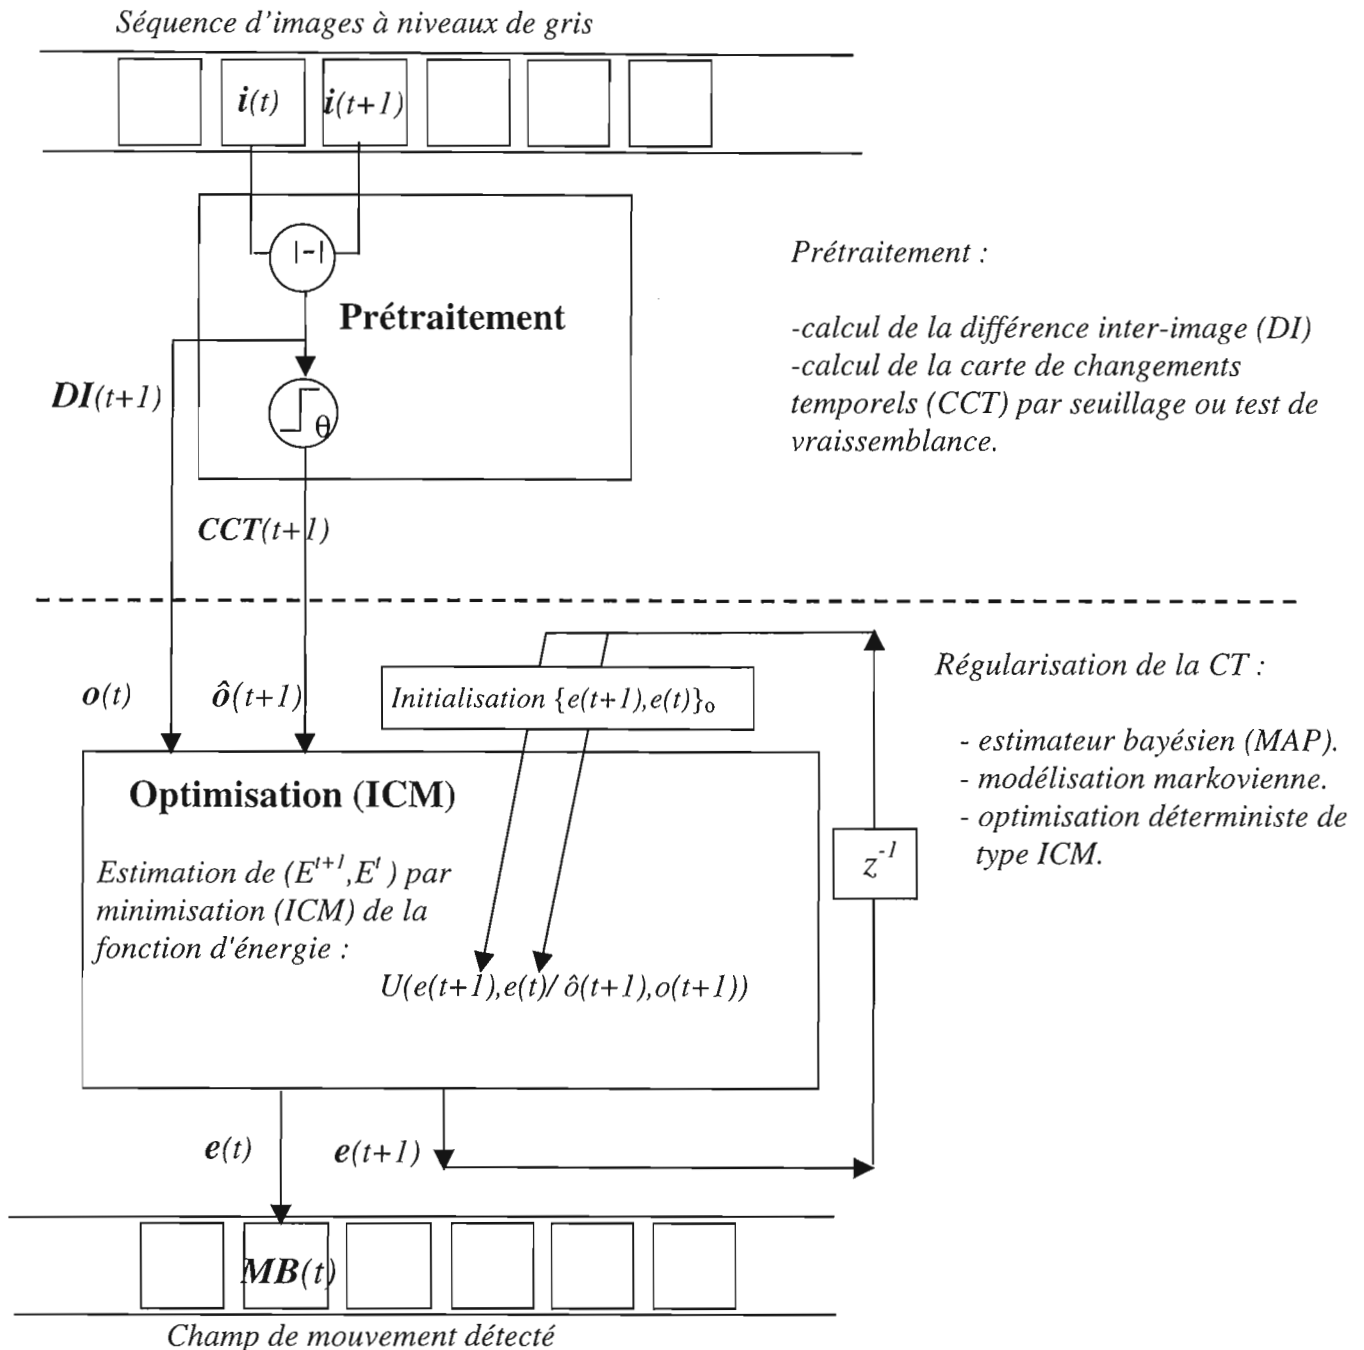 Séquence d'images à niveaux de gris
i(t) i(t+1)
|-|
Prétraitement
θ
DI(t+1)
CCT(t+1)
Prétraitement :
-calcul de la différence inter-image (DI)
-calcul de la carte de changements
temporels (CCT) par seuillage ou test de
vraissemblance.
o(t) ô(t+1)
Initialisation {e(t+1),e(t)}₀
Régularisation de la CT :
- estimateur bayésien (MAP).
- modélisation markovienne.
- optimisation déterministe de
type ICM.
z⁻¹
Optimisation (ICM)
Estimation de (Eᵗ⁺¹,Eᵗ ) par
minimisation (ICM) de la
fonction d'énergie :
U(e(t+1),e(t)/ ô(t+1),o(t+1))
e(t) e(t+1)
MB(t)
Champ de mouvement détecté